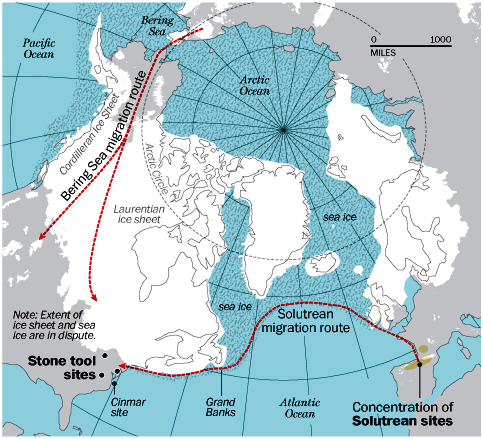 Bering
Sea
Pacific
Ocean
0 1000
MILES
Arctic
Ocean
Cordilleran Ice Sheet
Bering Sea migration route
Arctic Circle
Laurentian
ice sheet
sea ice
sea ice
Solutrean
migration route
Note: Extent of
ice sheet and sea
ice are in dispute.
Stone tool
sites
Cinmar
site
Grand
Banks
Atlantic
Ocean
Concentration of
Solutrean sites